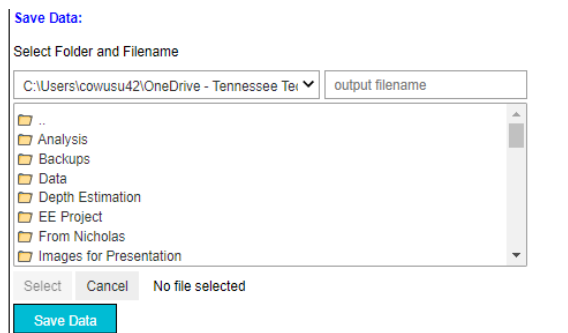 Save Data:
Select Folder and Filename
C:\Users\cowusu42\OneDrive - Tennessee Te output filename
..
Analysis
Backups
Data
Depth Estimation
EE Project
From Nicholas
Images for Presentation
Select Cancel No file selected
Save Data